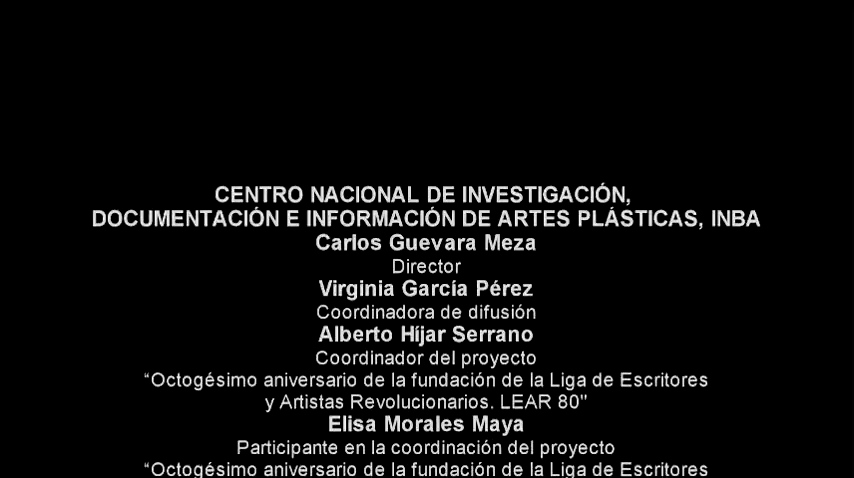 CENTRO NACIONAL DE INVESTIGACIÓN,
DOCUMENTACIÓN E INFORMACIÓN DE ARTES PLÁSTICAS, INBA
Carlos Guevara Meza
Director
Virginia García Pérez
Coordinadora de difusión
Alberto Híjar Serrano
Coordinador del proyecto
“Octogésimo aniversario de la fundación de la Liga de Escritores
y Artistas Revolucionarios. LEAR 80"
Elisa Morales Maya
Participante en la coordinación del proyecto
“Octogésimo aniversario de la fundación de la Liga de Escritores